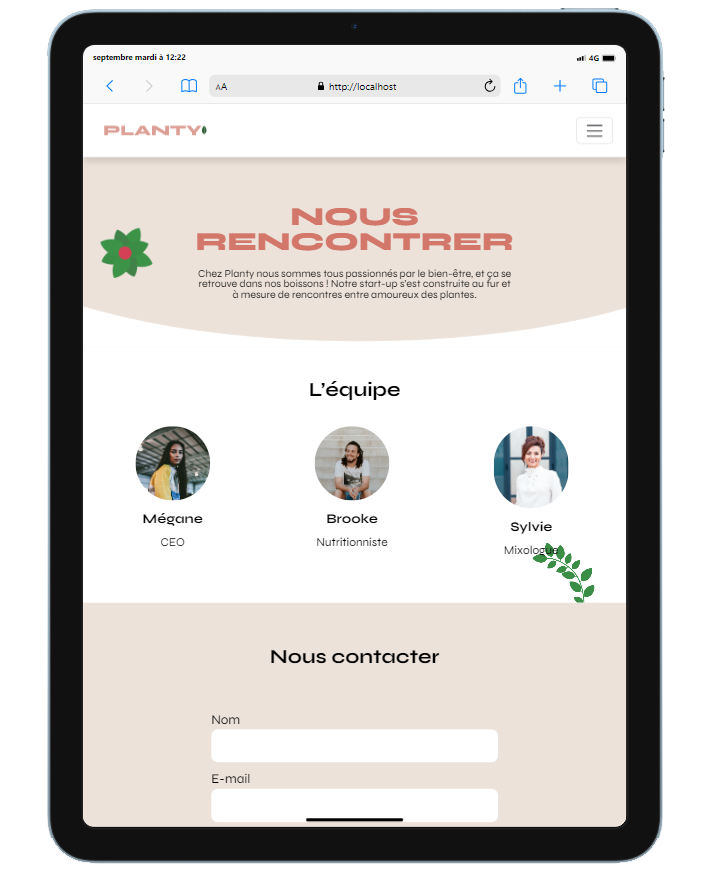 septembre mardi à 12:22
4G
AA
http://localhost
PLANTY
NOUS
RENCONTRER
Chez Planty nous sommes tous passionnés par le bien-être, et ça se
retrouve dans nos boissons ! Notre start-up s'est construite au fur et
à mesure de rencontres entre amoureux des plantes.
L'équipe
Mégane
CEO
Brooke
Nutritionniste
Sylvie
Mixologue
Nous contacter
Nom
E-mail